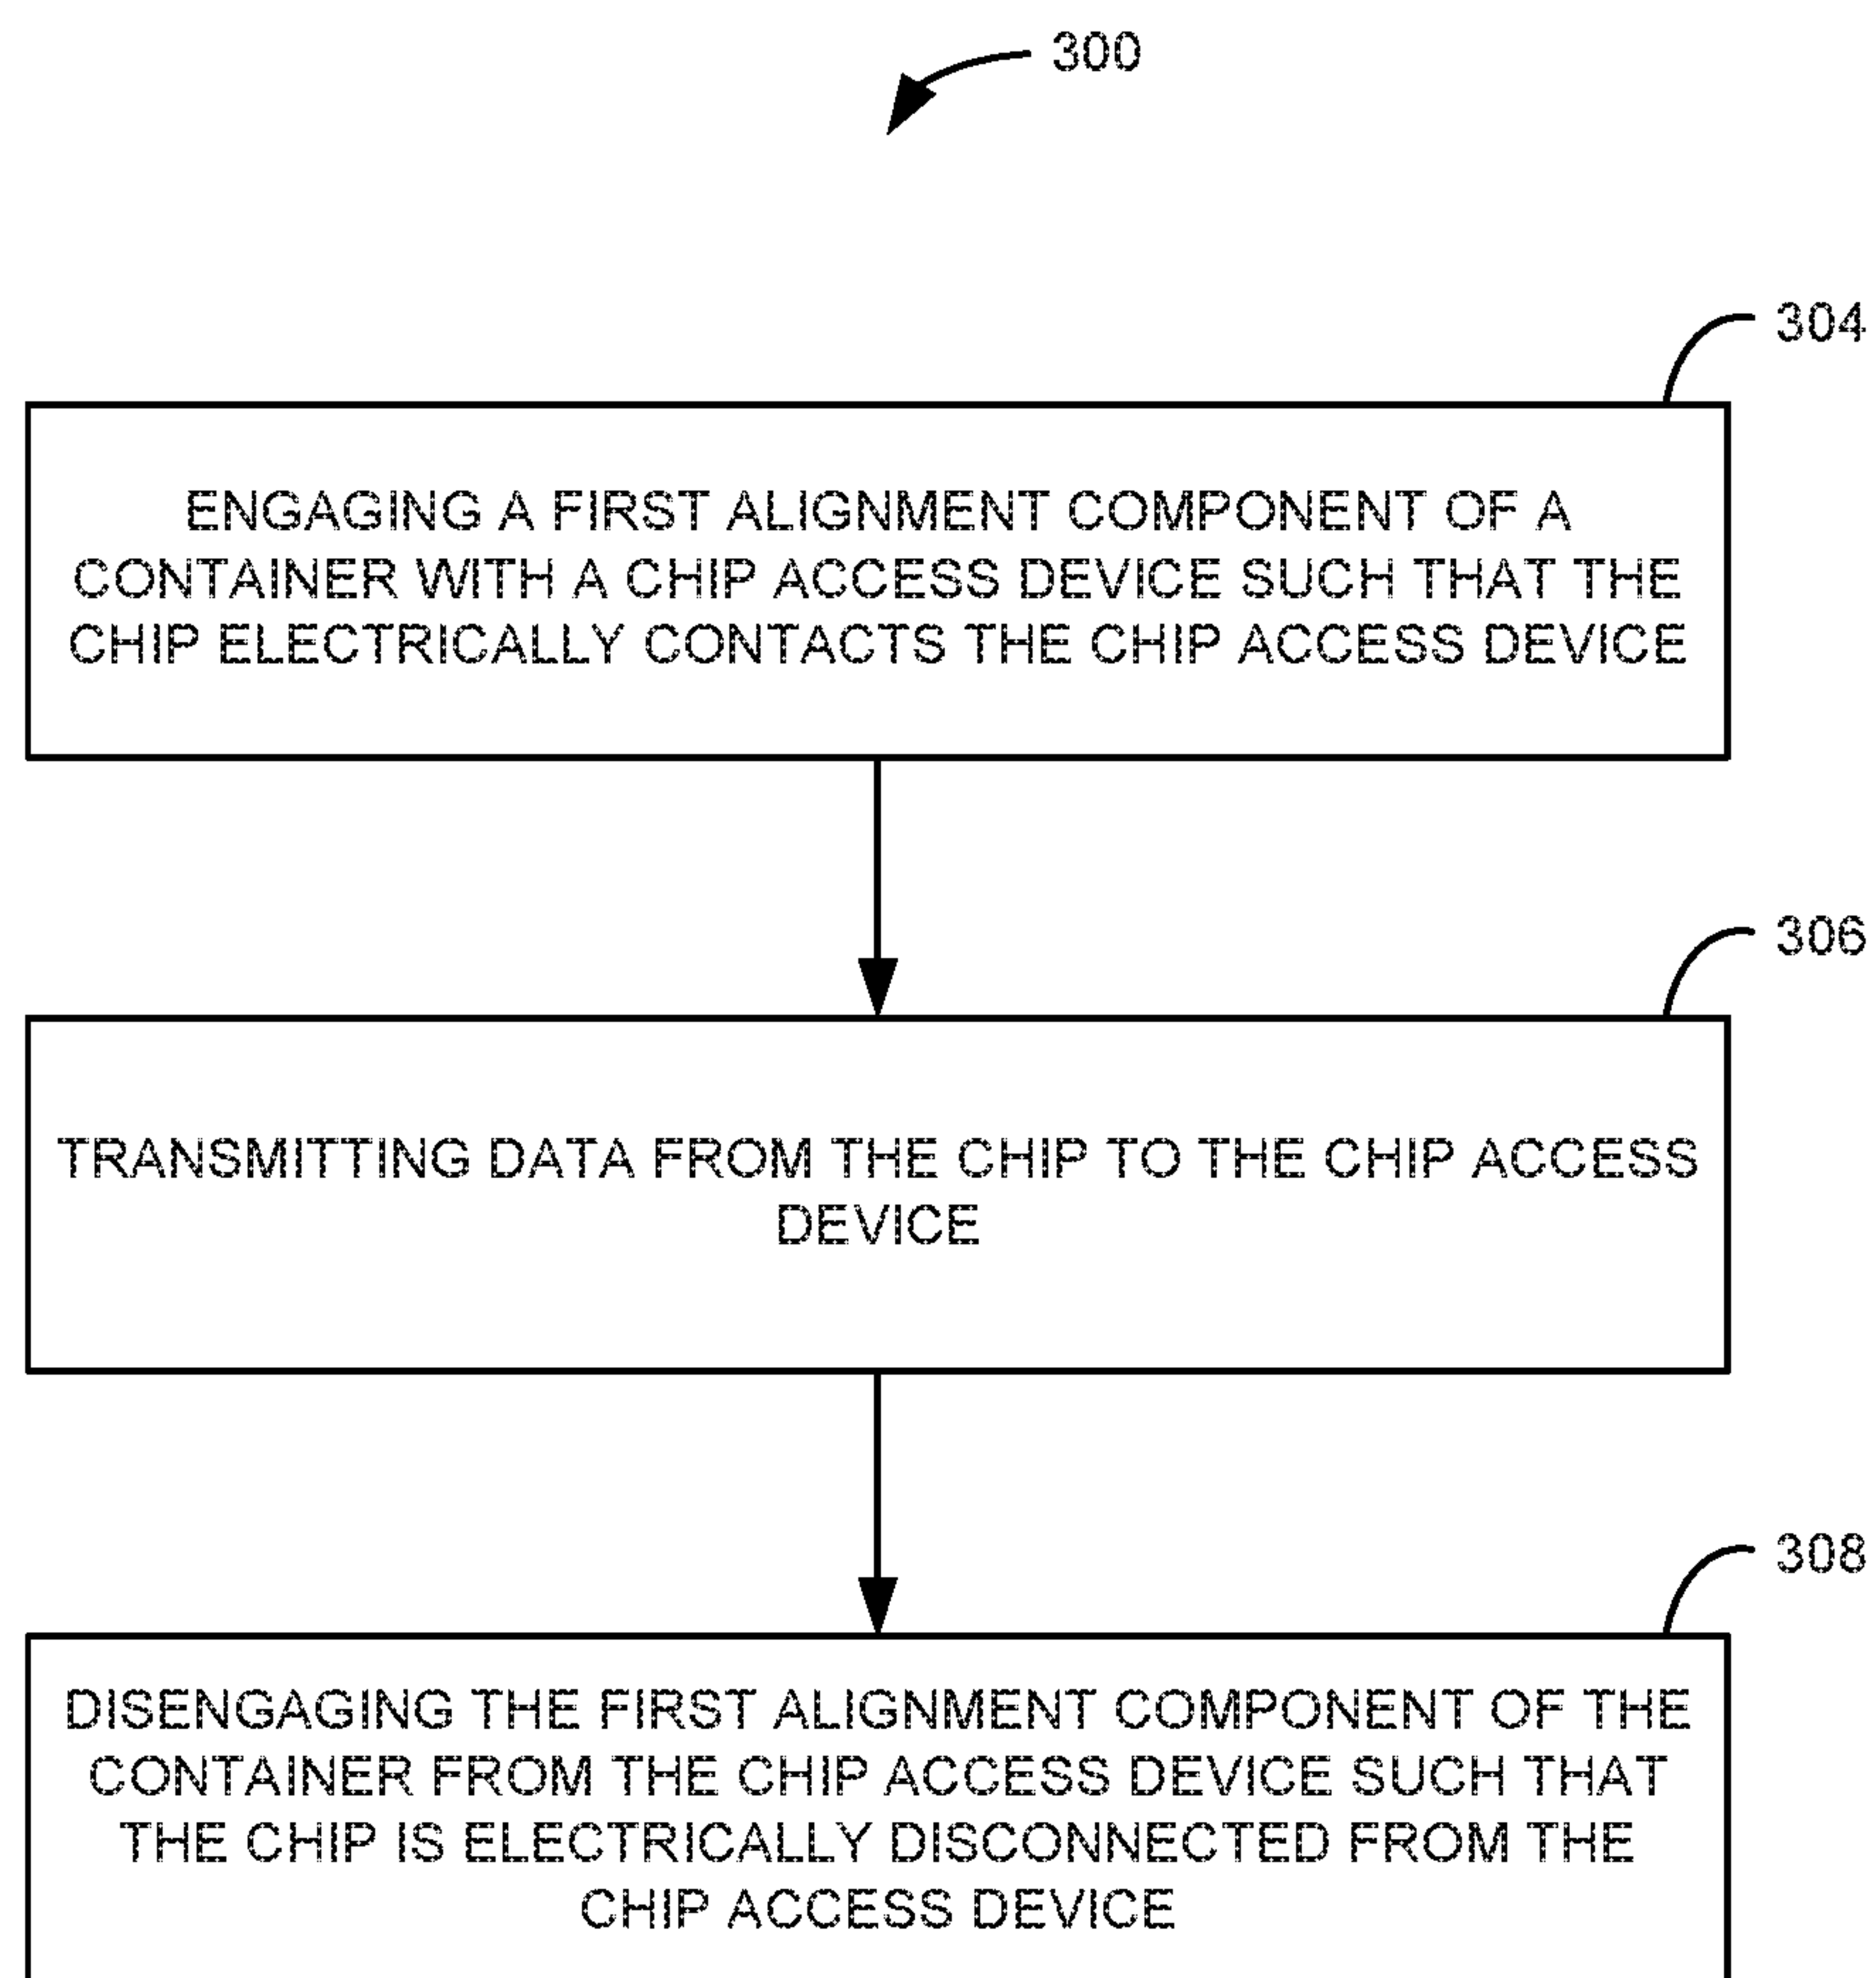 300
304
ENGAGING A FIRST ALIGNMENT COMPONENT OF A
CONTAINER WITH A CHIP ACCESS DEVICE SUCH THAT THE
CHIP ELECTRICALLY CONTACTS THE CHIP ACCESS DEVICE
306
TRANSMITTING DATA FROM THE CHIP TO THE CHIP ACCESS
DEVICE
308
DISENGAGING THE FIRST ALIGNMENT COMPONENT OF THE
CONTAINER FROM THE CHIP ACCESS DEVICE SUCH THAT
THE CHIP IS ELECTRICALLY DISCONNECTED FROM THE
CHIP ACCESS DEVICE